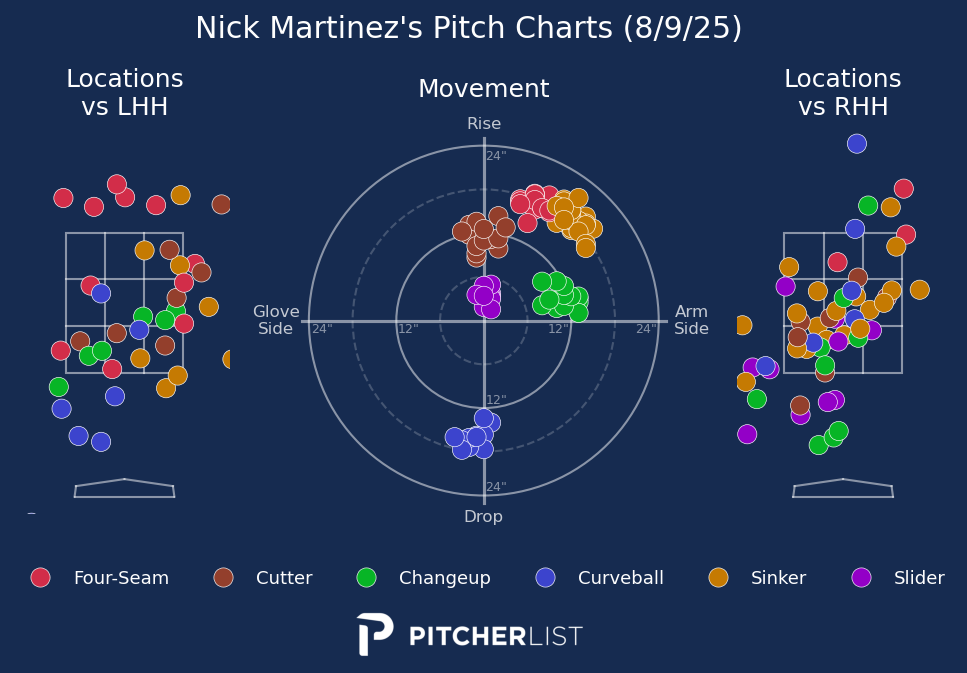 Nick Martinez's Pitch Charts (8/9/25)
Locations
vs LHH
Movement
Locations
vs RHH
Rise
24"
Glove
Side
24"
12"
12"
24"
Arm
Side
12"
24"
Drop
Four-Seam
Cutter
Changeup
Curveball
Sinker
Slider
PITCHERLIST